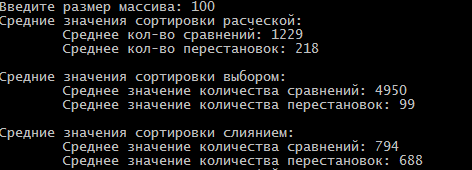 Введите размер массива: 100
Средние значения сортировки расческой:
Среднее кол-во сравнений: 1229
Среднее кол-во перестановок: 218
Средние значения сортировки выбором:
Среднее значение количества сравнений: 4950
Среднее значение количества перестановок: 99
Средние значения сортировки слиянием:
Среднее значение количества сравнений: 794
Среднее значение количества перестановок: 688